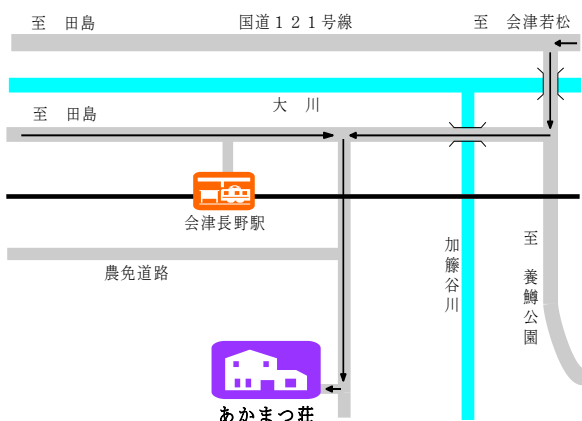 至　田島
国道１２１号線
至　会津若松
大　川
至　田島
会津長野駅
加藤谷川
至　養鱒公園
農免道路
あかまつ荘